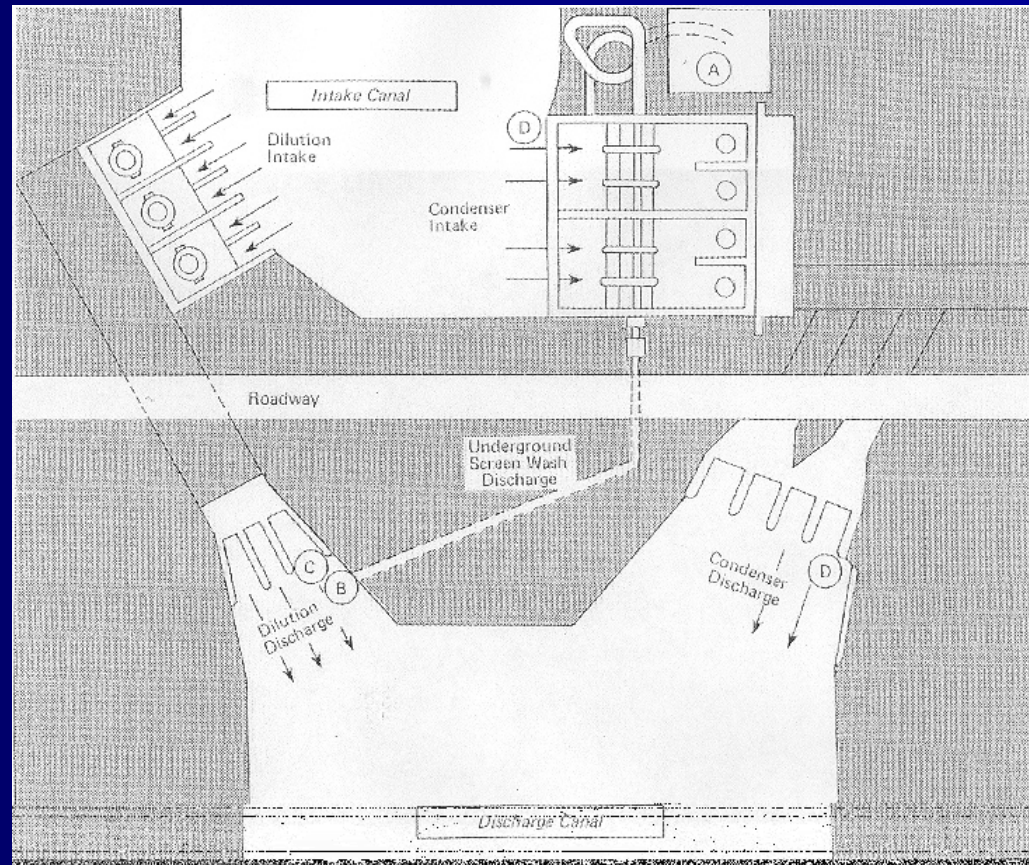 A
Intake Canal
D
Dilution
Intake
Condenser
Intake
Roadway
Underground
Screen Wash
Discharge
C
B
Dilution
Discharge
Condenser
Discharge
D
Discharge Canal